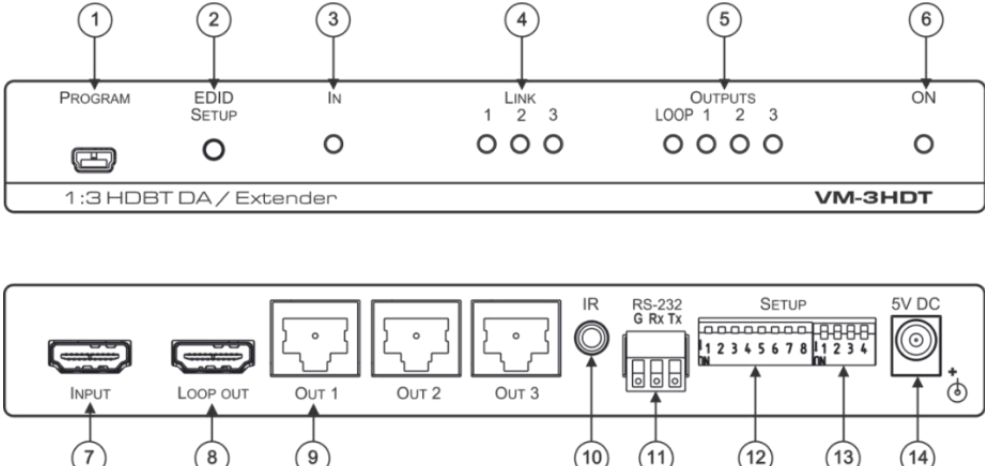 1 2 3 4 5 6
PROGRAM EDID SETUP IN LINK OUTPUTS ON
1 2 3 LOOP 1 2 3
1:3 HDBT DA / Extender VM-3HDT
IR RS-232 SETUP 5V DC
G Rx Tx
1 2 3 4 5 6 7 8 1 2 3 4
ON ON
+
INPUT LOOP OUT OUT 1 OUT 2 OUT 3
7 8 9 10 11 12 13 14